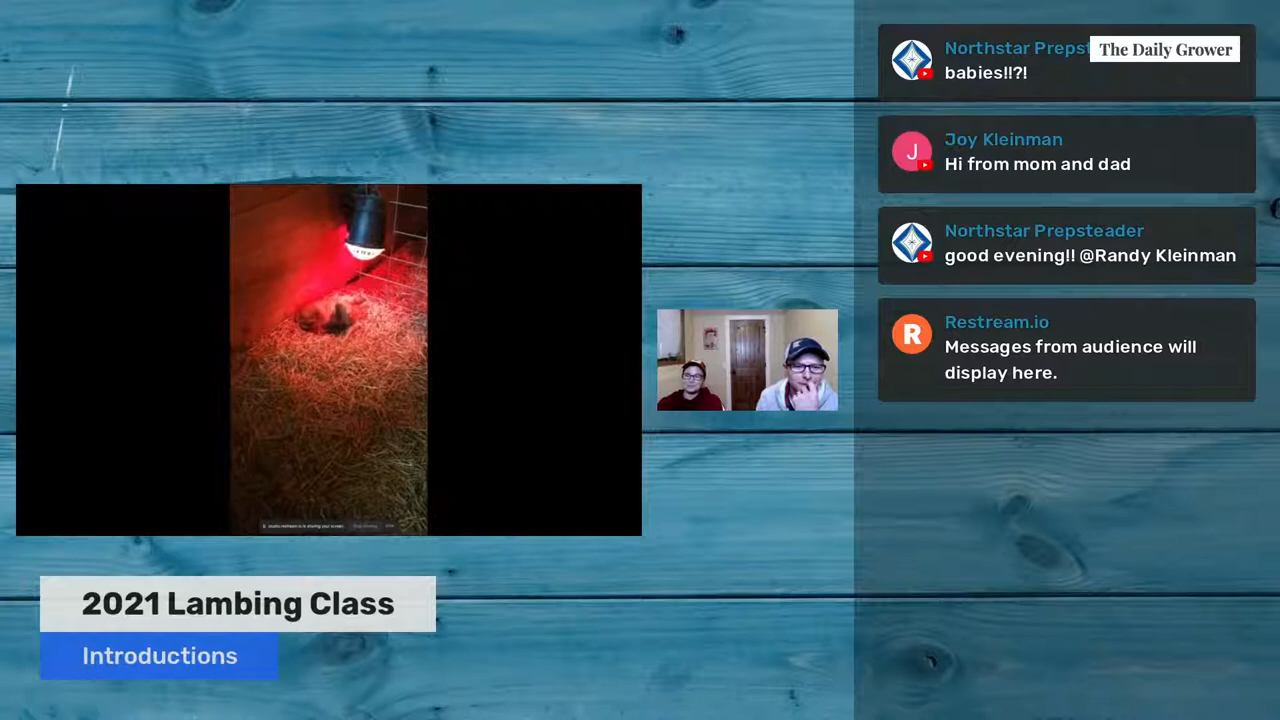 Northstar Prepst
The Daily Grower
babies!!?!
J
Joy Kleinman
Hi from mom and dad
Northstar Prepsteader
good evening!! @Randy Kleinman
R
Restream.io
Messages from audience will
display here.
2021 Lambing Class
Introductions